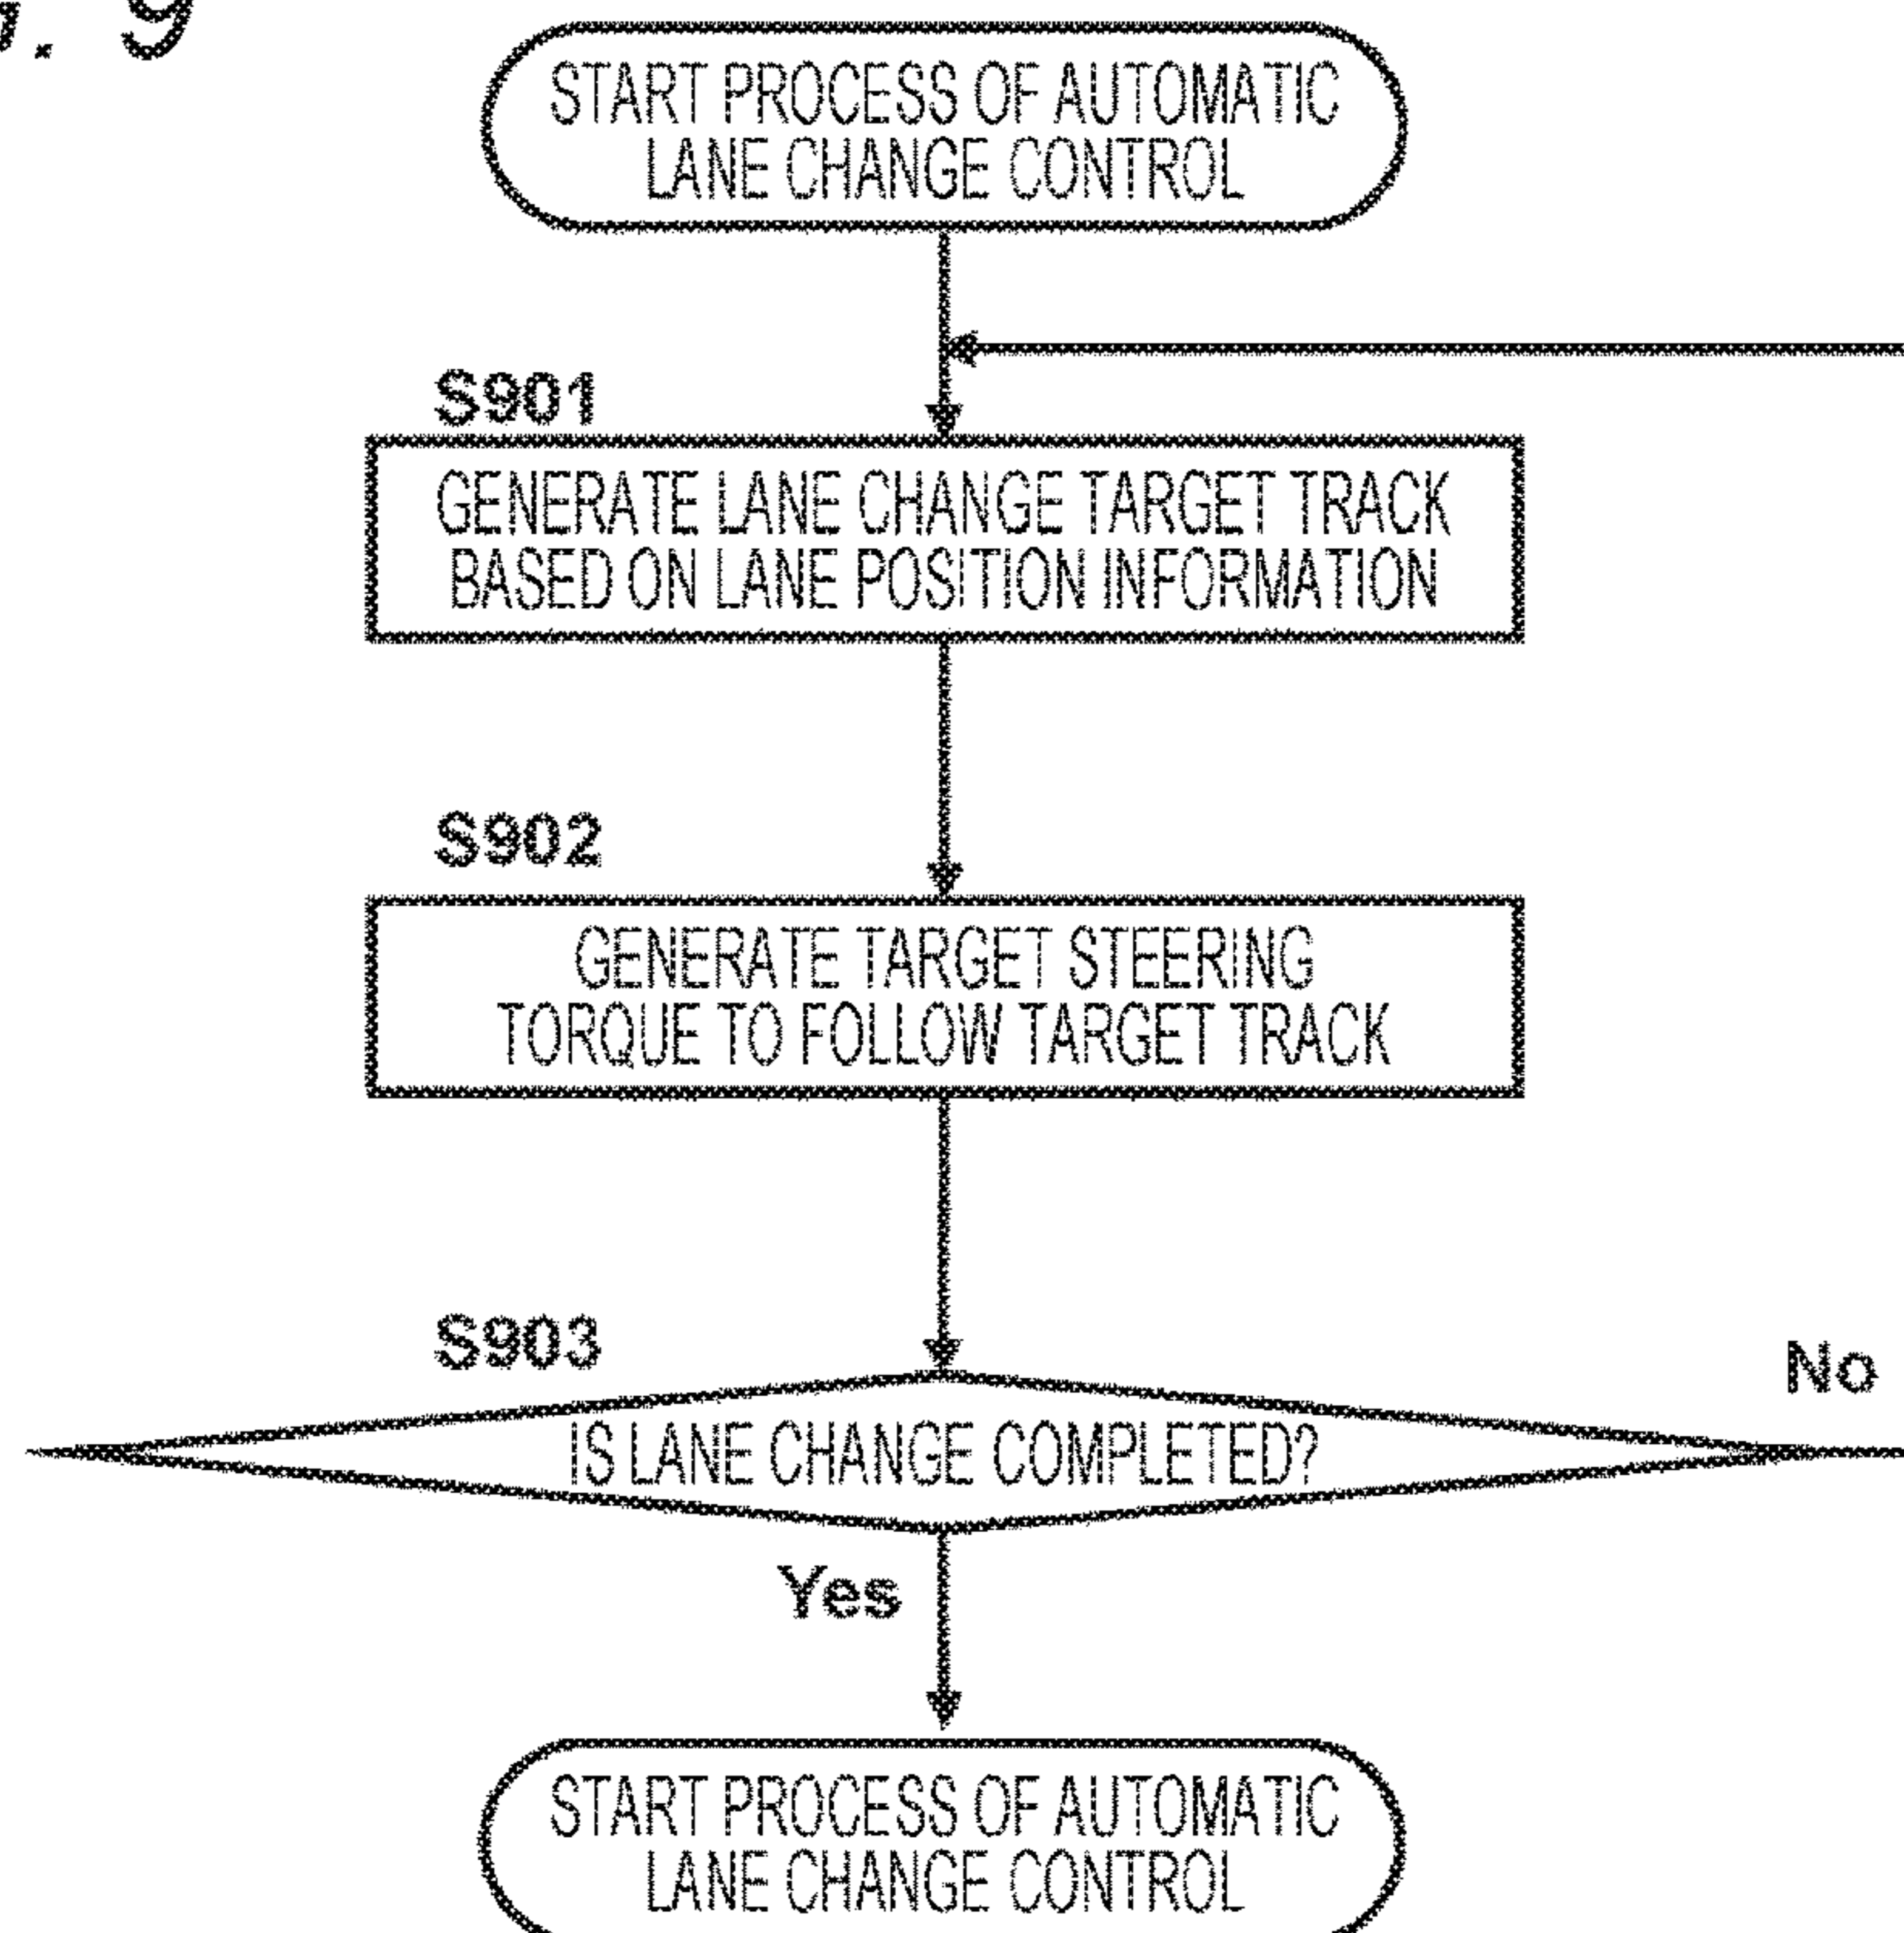 . 9
START PROCESS OF AUTOMATIC
LANE CHANGE CONTROL
S901
GENERATE LANE CHANGE TARGET TRACK
BASED ON LANE POSITION INFORMATION
S902
GENERATE TARGET STEERING
TORQUE TO FOLLOW TARGET TRACK
S903
IS LANE CHANGE COMPLETED?
No
Yes
START PROCESS OF AUTOMATIC
LANE CHANGE CONTROL